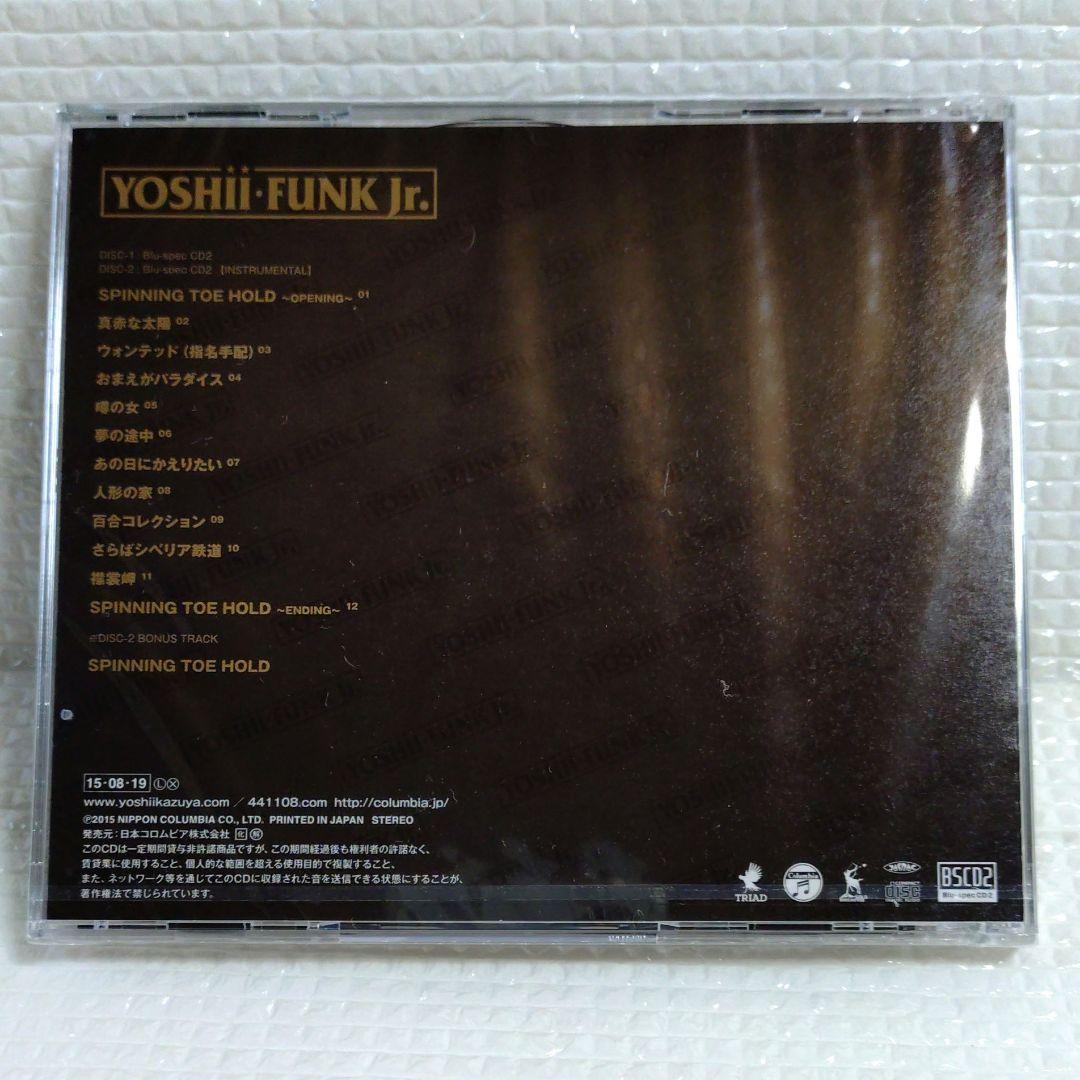 YOSHii・FUNK Jr.
DISC-1 : Blu-spec CD2
DISC-2 : Blu-spec CD2 【INSTRUMENTAL】
SPINNING TOE HOLD ~OPENING~ 01
真赤な太陽 02
ウォンテッド（指名手配） 03
おまえがパラダイス 04
噂の女 05
夢の途中 06
あの日にかえりたい 07
人形の家 08
百合コレクション 09
さらばシベリア鉄道 10
襟裳岬 11
SPINNING TOE HOLD ~ENDING~ 12
DISC-2 BONUS TRACK
SPINNING TOE HOLD
15・08・19 Ⓛ Ⓧ
www.yoshiikazuya.com / 441108.com http://columbia.jp/
Ⓟ2015 NIPPON COLUMBIA CO., LTD. PRINTED IN JAPAN STEREO
発売元：日本コロムビア株式会社
このCDは一定期間貸与非許諾商品ですが、この期間経過後も権利者の許諾なく、
賃貸業に使用すること、個人的な範囲を超える使用目的で複製すること、
また、ネットワーク等を通じてこのCDに収録された音を送信できる状態にすることが、
著作権法で禁じられています。
TRIAD
Columbia
disc
BSCD2
Blu-spec CD 2